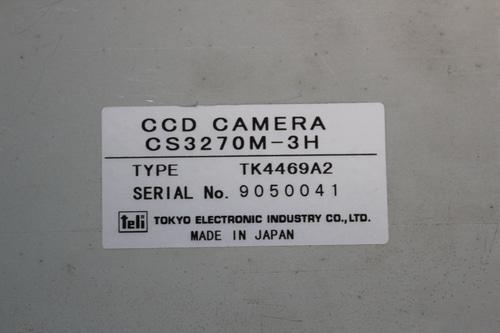 CCD CAMERA
CS3270M-3H
TYPE TK4469A2
SERIAL No. 9050041
teli TOKYO ELECTRONIC INDUSTRY CO., LTD.
MADE IN JAPAN